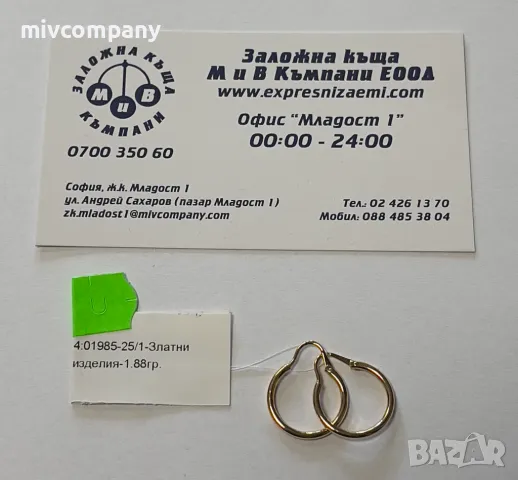 mivcompany
ЗАЛОЖНА КЪЩА
М и В
КЪМПАНИ
0700 350 60
Заложна къща
М и В Къмпани ЕООД
www.expresnizaemi.com
Офис "Младост 1"
00:00 - 24:00
София, ж.к. Младост 1
ул. Андрей Сахаров (пазар Младост 1)
zk.mladost1@mivcompany.com
Тел.: 02 426 13 70
Мобил: 088 485 38 04
4:01985-25/1-Златни
изделия-1.88гр.
BAZAR